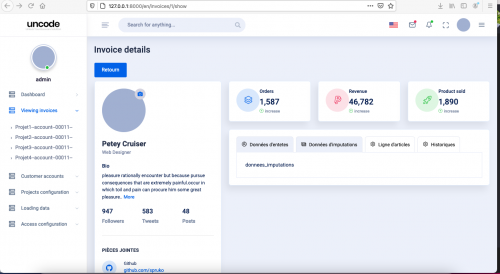 127.0.0.1:8000/en/invoices/1/show
uncode
Search for anything...
admin
Dashboard
Viewing invoices
Projet1-account-00011-
Projet2-account-00011-
Projet3-account-00011-
Projet4-account-00011-
Customer accounts
Projects configuration
Loading data
Access configuration
Invoice details
Retourn
Petey Cruiser
Web Designer
Bio
pleasure rationally encounter but because pursue
consequences that are extremely painful.occur in
which toil and pain can procure him some great
pleasure.. More
947 583 48
Followers Tweets Posts
PIÈCES JOINTES
Github
github.com/spruko
Orders
1,587
increase
Revenue
46,782
increase
Product sold
1,890
increase
Données d'entetes
Données d'imputations
Ligne d'articles
Historiques
donnees_imputations